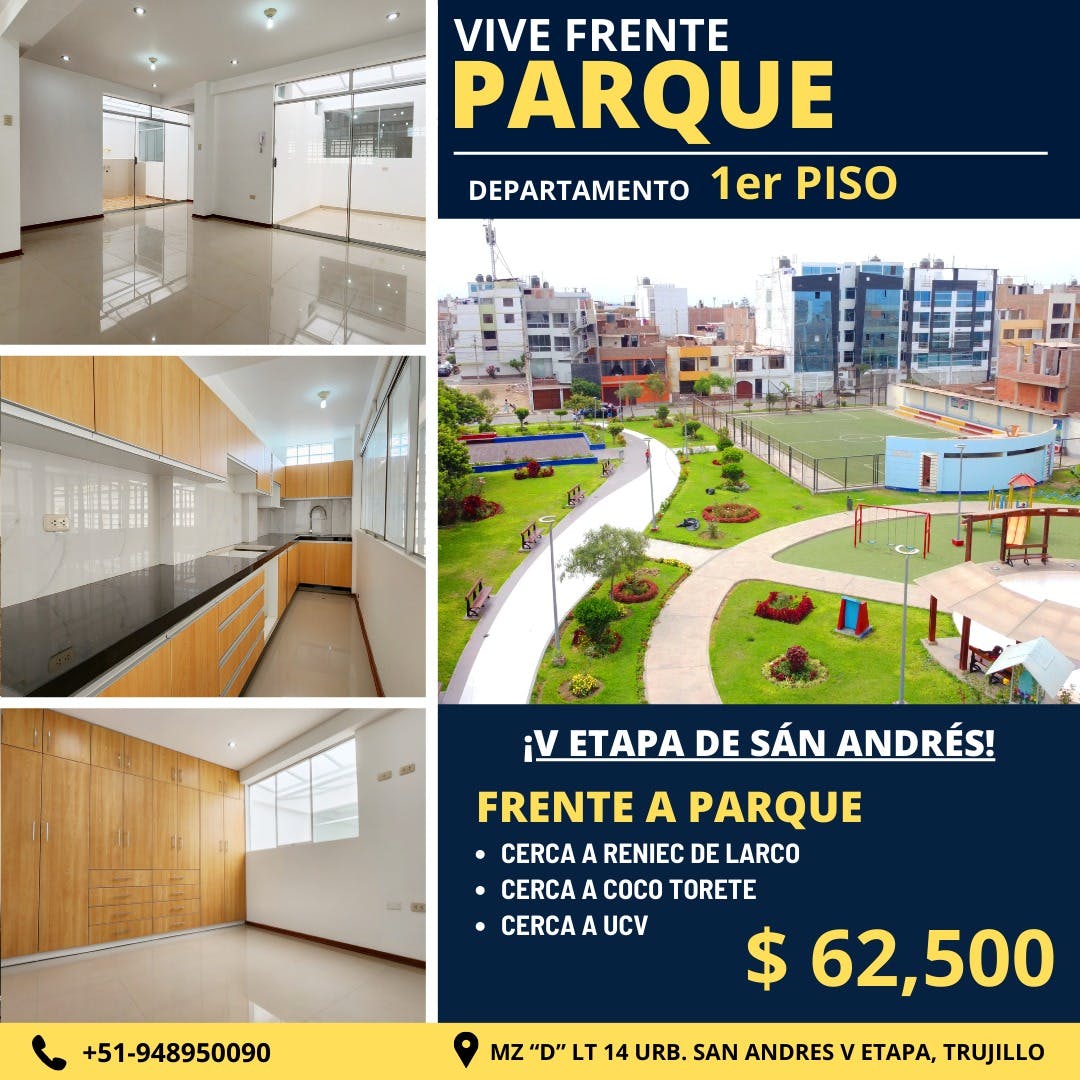 VIVE FRENTE
PARQUE
DEPARTAMENTO 1er PISO
¡V ETAPA DE SÁN ANDRÉS!
FRENTE A PARQUE
• CERCA A RENIEC DE LARCO
• CERCA A COCO TORETE
• CERCA A UCV
$ 62,500
+51-948950090
MZ “D” LT 14 URB. SAN ANDRES V ETAPA, TRUJILLO